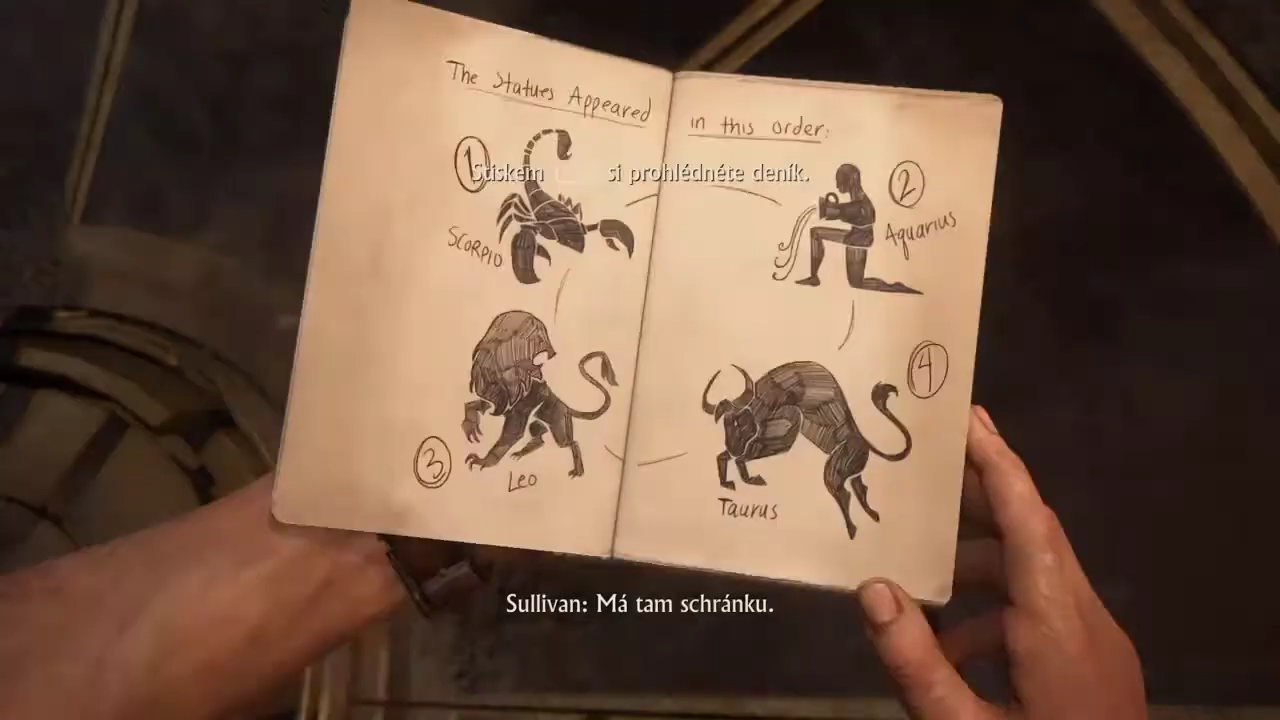 The Statues Appeared
in this order:
1
Stiskem si prohlédnéte deník.
2
SCORPIO
Aquarius
3
Leo
4
Taurus
Sullivan: Má tam schránku.